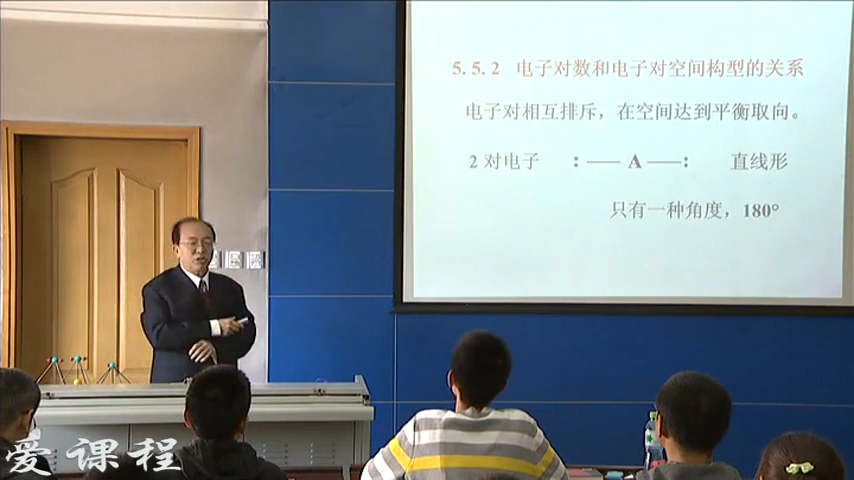 5.5.2 电子对数和电子对空间构型的关系
电子对相互排斥，在空间达到平衡取向。
2 对电子 : —— A —— : 直线形
只有一种角度，180°
爱课程